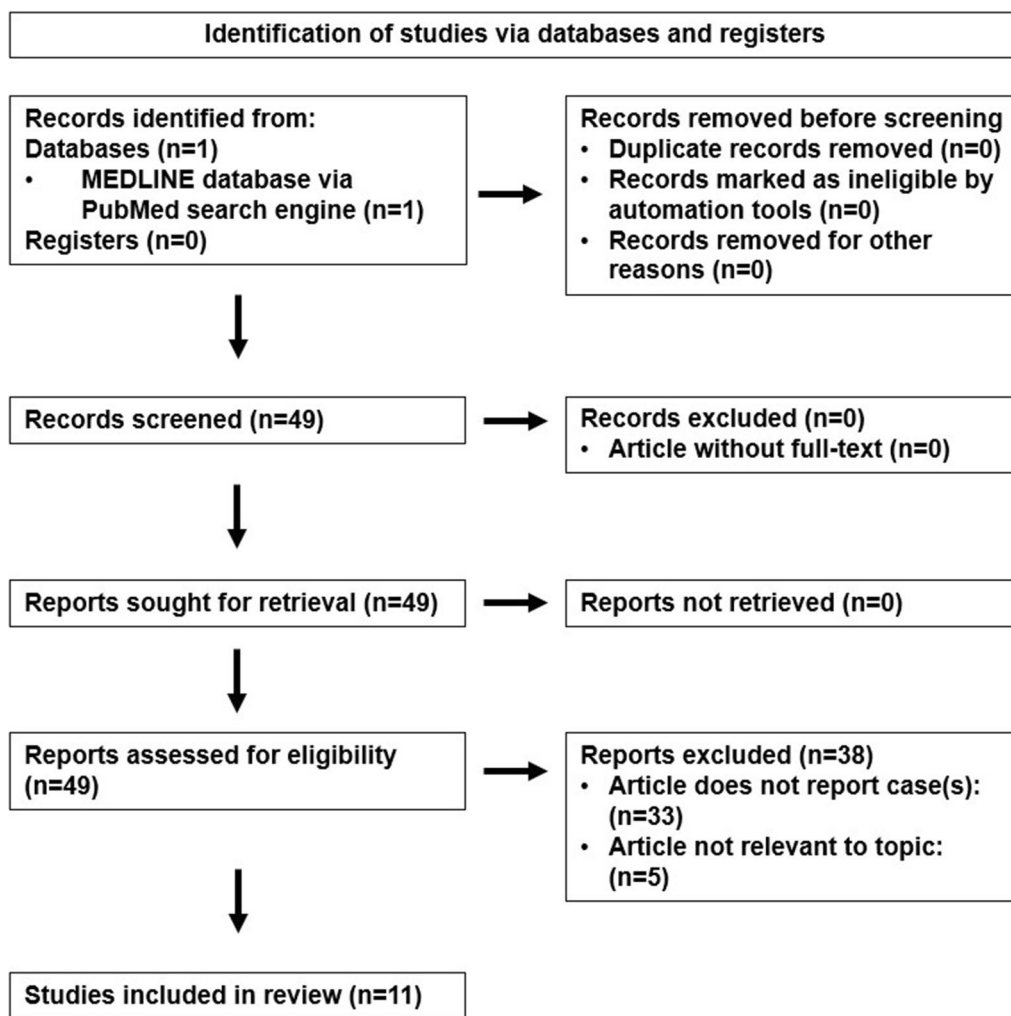 Identification of studies via databases and registers
Records identified from:
Databases (n=1)
• MEDLINE database via
PubMed search engine (n=1)
Registers (n=0)
Records removed before screening
• Duplicate records removed (n=0)
• Records marked as ineligible by
automation tools (n=0)
• Records removed for other
reasons (n=0)
Records screened (n=49)
Records excluded (n=0)
• Article without full-text (n=0)
Reports sought for retrieval (n=49)
Reports not retrieved (n=0)
Reports assessed for eligibility
(n=49)
Reports excluded (n=38)
• Article does not report case(s):
(n=33)
• Article not relevant to topic:
(n=5)
Studies included in review (n=11)